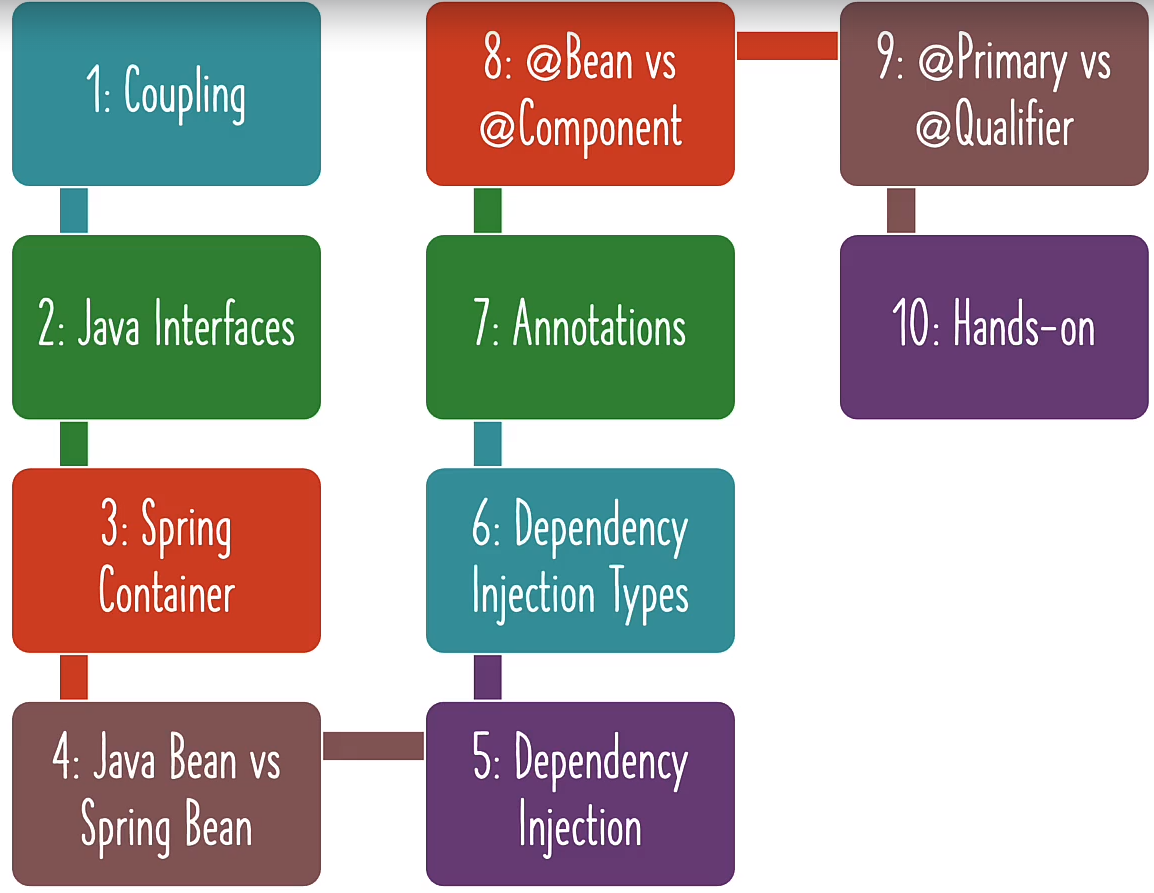 1: Coupling
2: Java Interfaces
3: Spring
Container
4: Java Bean vs
Spring Bean
5: Dependency
Injection
6: Dependency
Injection Types
7: Annotations
8: @Bean vs
@Component
9: @Primary vs
@Qualifier
10: Hands-on